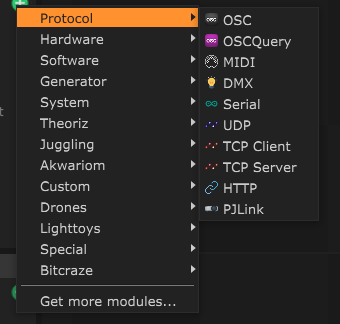 Protocol
Hardware
Software
Generator
System
Theoriz
Juggling
Akwariom
Custom
Drones
Lighttoys
Special
Bitcraze
Get more modules...
OSC
OSCQuery
MIDI
DMX
Serial
UDP
TCP Client
TCP Server
HTTP
PJLink